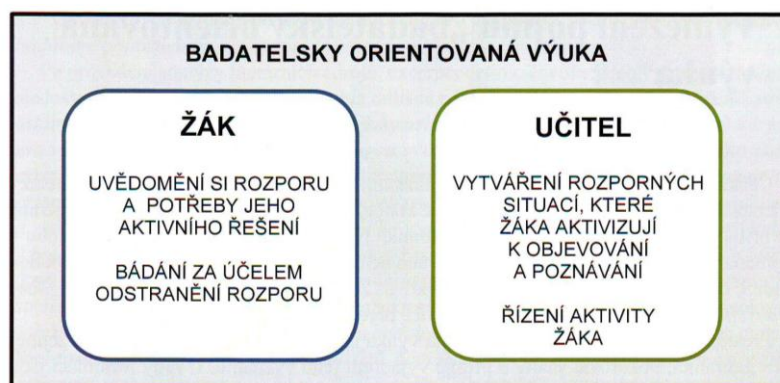 BADATELSKY ORIENTOVANÁ VÝUKA
ŽÁK
UVĚDOMĚNÍ SI ROZPORU
A POTŘEBY JEHO
AKTIVNÍHO ŘEŠENÍ
BÁDÁNÍ ZA ÚČELEM
ODSTRANĚNÍ ROZPORU
UČITEL
VYTVÁŘENÍ ROZPORNÝCH
SITUACÍ, KTERÉ
ŽÁKA AKTIVIZUJÍ
K OBJEVOVÁNÍ
A POZNÁVÁNÍ
ŘÍZENÍ AKTIVITY
ŽÁKA